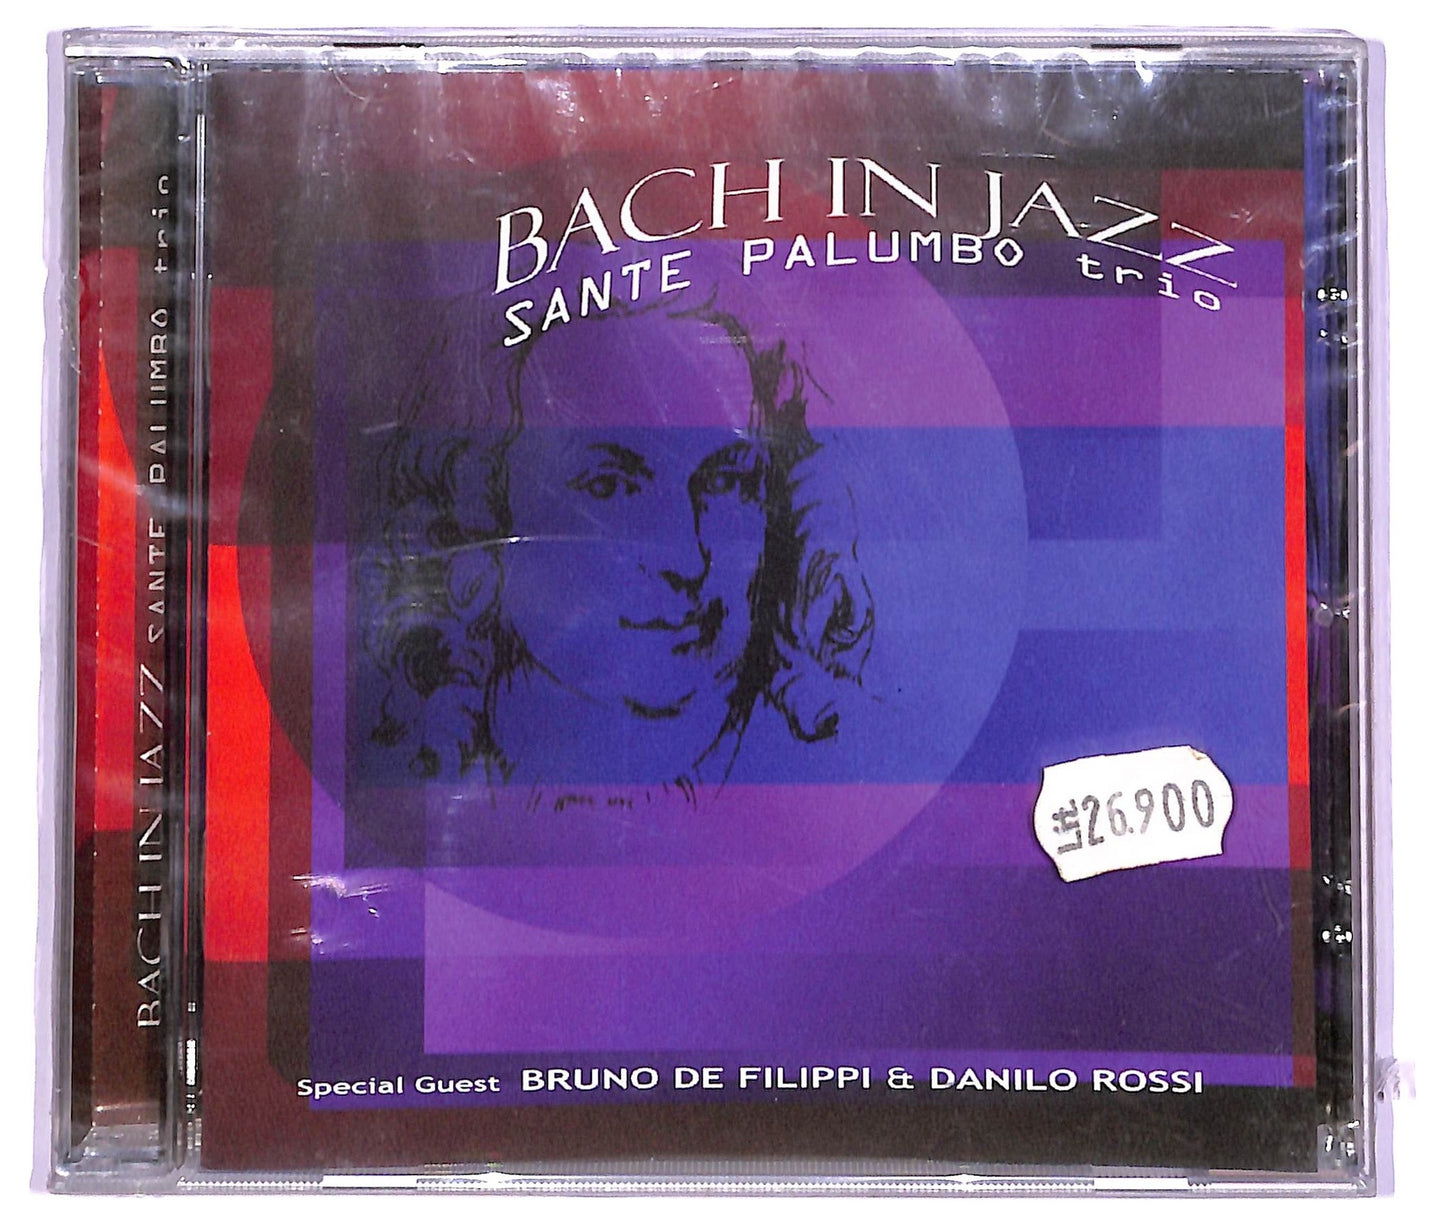 BACH IN JAZZ
SANTE PALUMBO trio
BACH IN JAZZ SANTE PALUMBO trio
Lit 26.900
Special Guest BRUNO DE FILIPPI & DANILO ROSSI